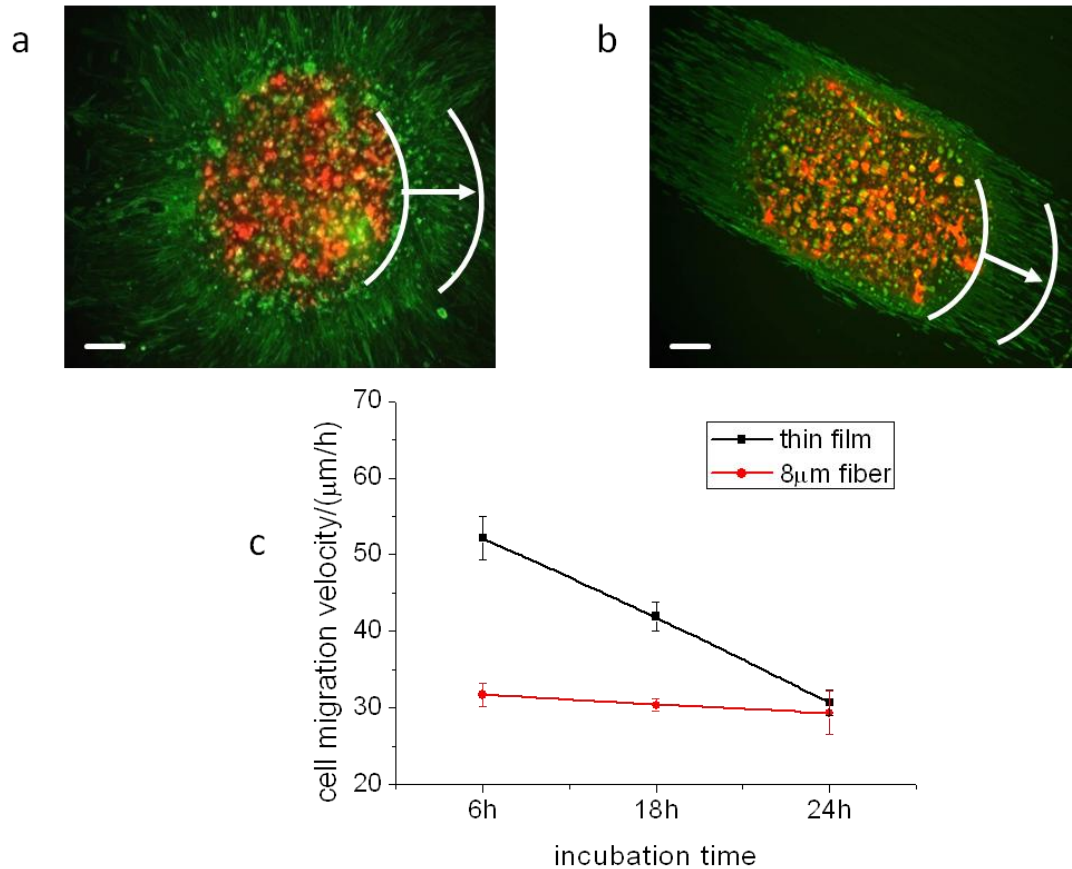 a
b
c
cell migration velocity/(μm/h)
70
60
50
40
30
20
thin film
8μm fiber
6h
18h
24h
incubation time